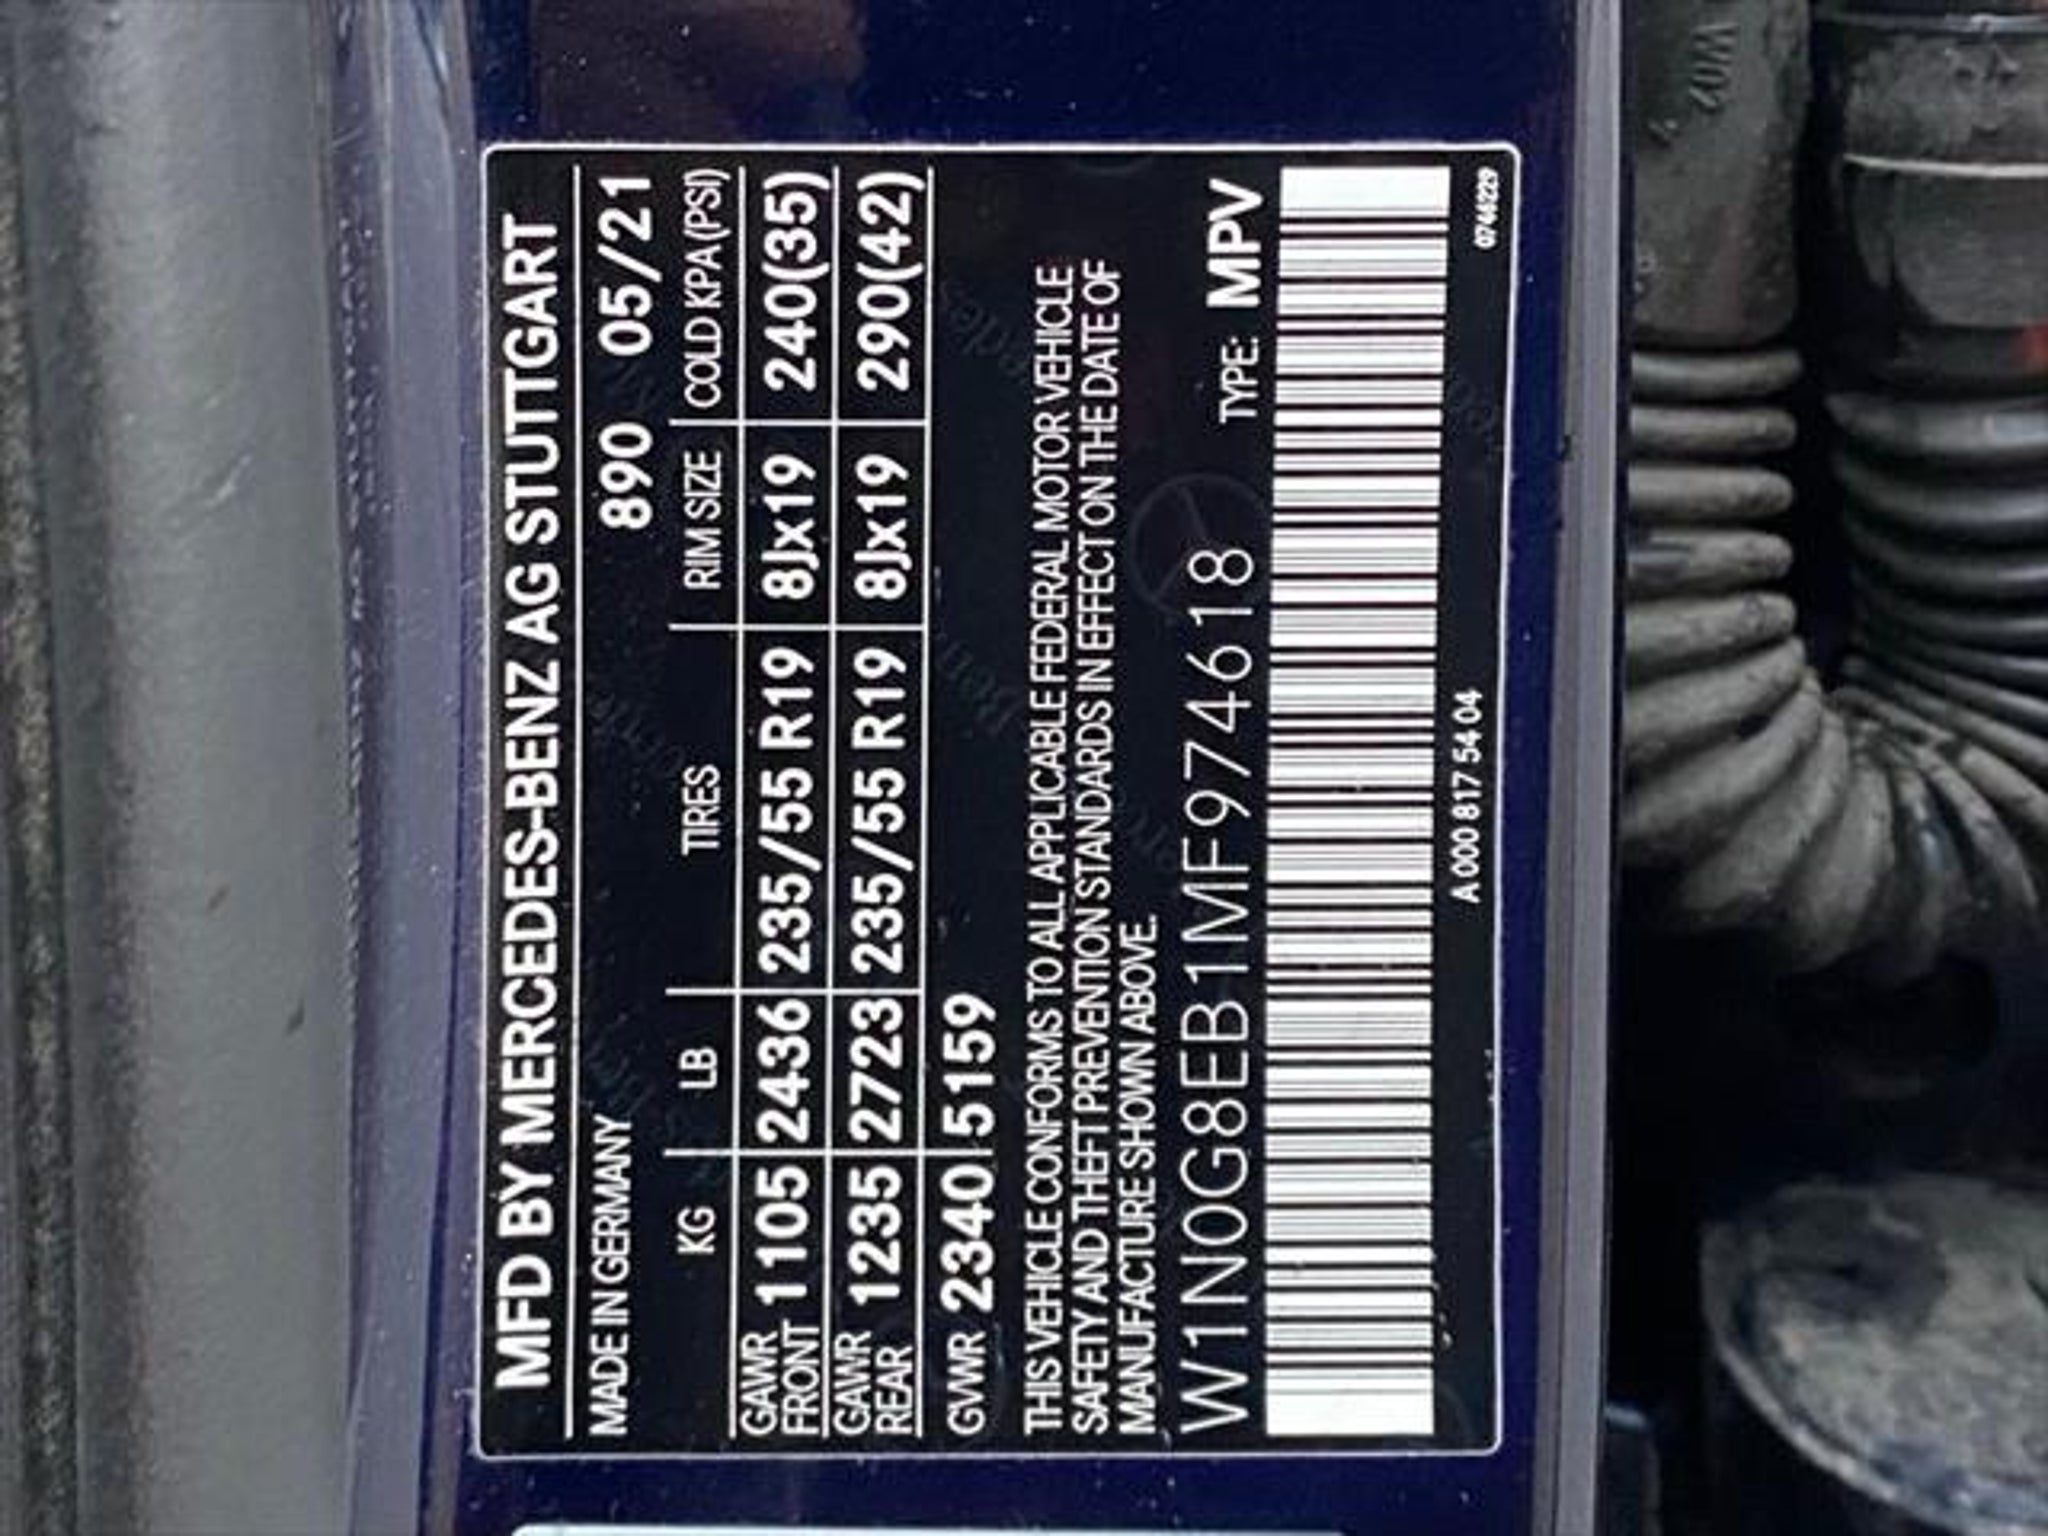 MFD BY MERCEDES-BENZ AG STUTTGART
MADE IN GERMANY 890 05/21
KG LB TIRES RIM SIZE COLD KPA(PSI)
GAWR FRONT 1105 2436 235/55 R19 8Jx19 240(35)
GAWR REAR 1235 2723 235/55 R19 8Jx19 290(42)
GVWR 2340 5159
THIS VEHICLE CONFORMS TO ALL APPLICABLE FEDERAL MOTOR VEHICLE
SAFETY AND THEFT PREVENTION STANDARDS IN EFFECT ON THE DATE OF
MANUFACTURE SHOWN ABOVE.
W1N0G8EB1MF974618 TYPE: MPV
A 000 817 54 04
0746229
W02